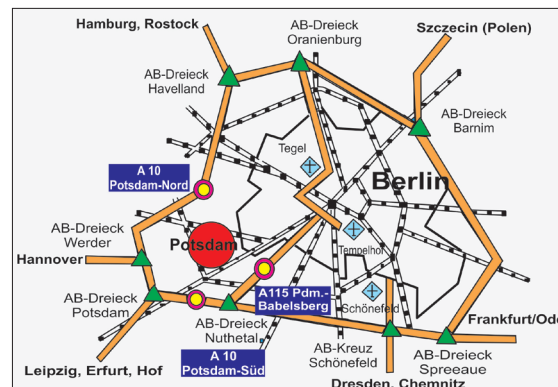 Hamburg, Rostock
AB-Dreieck
Oranienburg
Szczecin (Polen)
AB-Dreieck
Havelland
AB-Dreieck
Barnim
Tegel
A 10
Potsdam-Nord
Berlin
AB-Dreieck
Werder
Potsdam
Tempelhof
Hannover
AB-Dreieck
Potsdam
A115 Pdm.-
Babelsberg
Schönefeld
Frankfurt/Ode
AB-Dreieck
Nuthetal
A 10
Potsdam-Süd
AB-Kreuz
Schönefeld
AB-Dreieck
Spreeaue
Leipzig, Erfurt, Hof
Dresden, Chemnitz